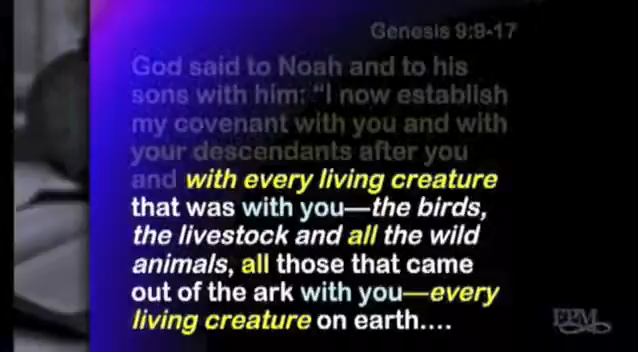 Genesis 9:9-17
God said to Noah and to his
sons with him: “I now establish
my covenant with you and with
your descendants after you
and with every living creature
that was with you—the birds,
the livestock and all the wild
animals, all those that came
out of the ark with you—every
living creature on earth....
EPM